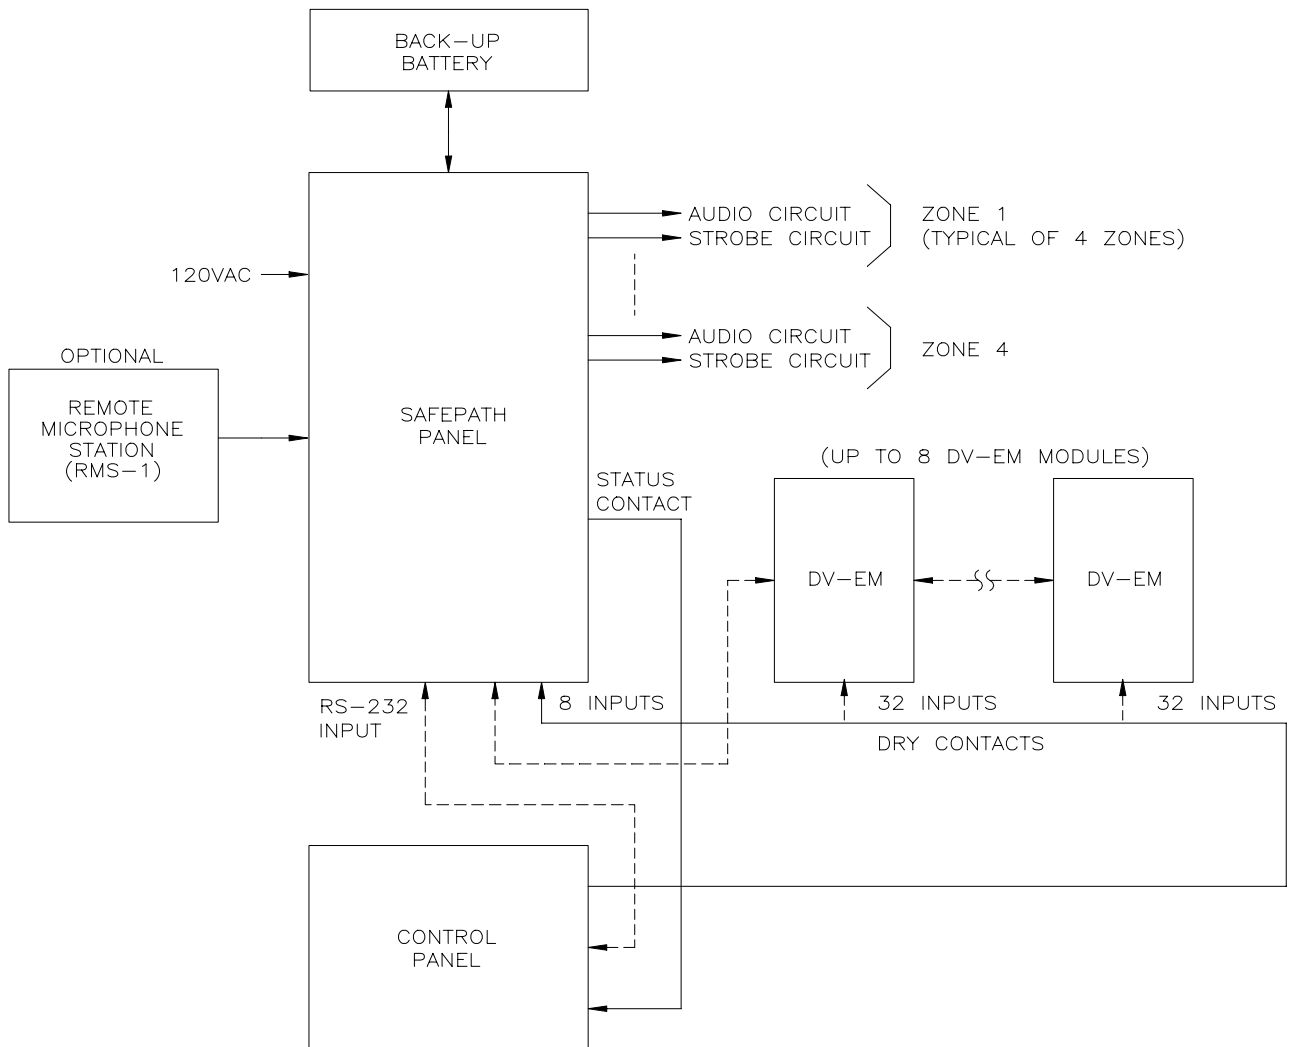 BACK-UP
BATTERY
AUDIO CIRCUIT
STROBE CIRCUIT
ZONE 1
(TYPICAL OF 4 ZONES)
120VAC
AUDIO CIRCUIT
STROBE CIRCUIT
ZONE 4
OPTIONAL
REMOTE
MICROPHONE
STATION
(RMS-1)
SAFEPATH
PANEL
(UP TO 8 DV-EM MODULES)
STATUS
CONTACT
DV-EM
DV-EM
RS-232
INPUT
8 INPUTS
32 INPUTS
32 INPUTS
DRY CONTACTS
CONTROL
PANEL